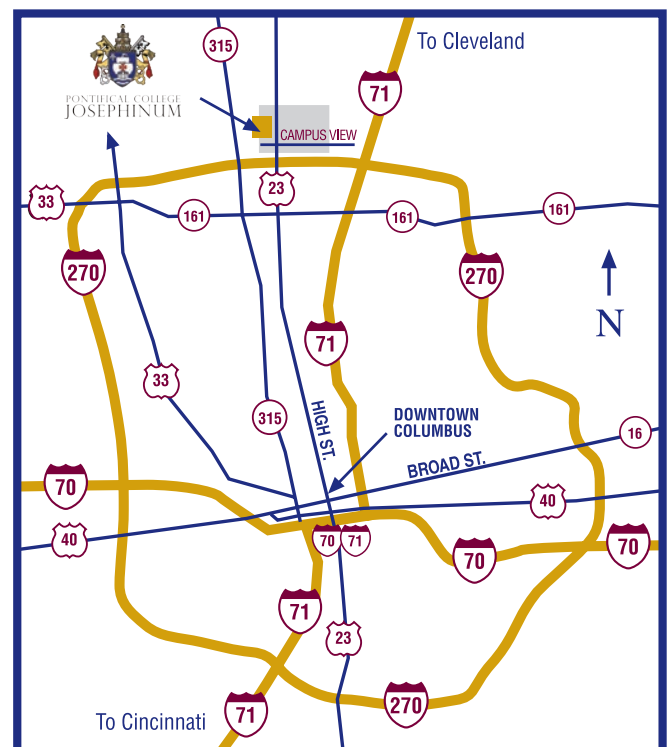 315
To Cleveland
71
PONTIFICAL COLLEGE
JOSEPHINUM
CAMPUS VIEW
23
33
161
161
161
270
270
N
71
33
315
HIGH ST.
DOWNTOWN
COLUMBUS
16
BROAD ST.
70
40
40
70
71
70
70
71
23
270
71
To Cincinnati